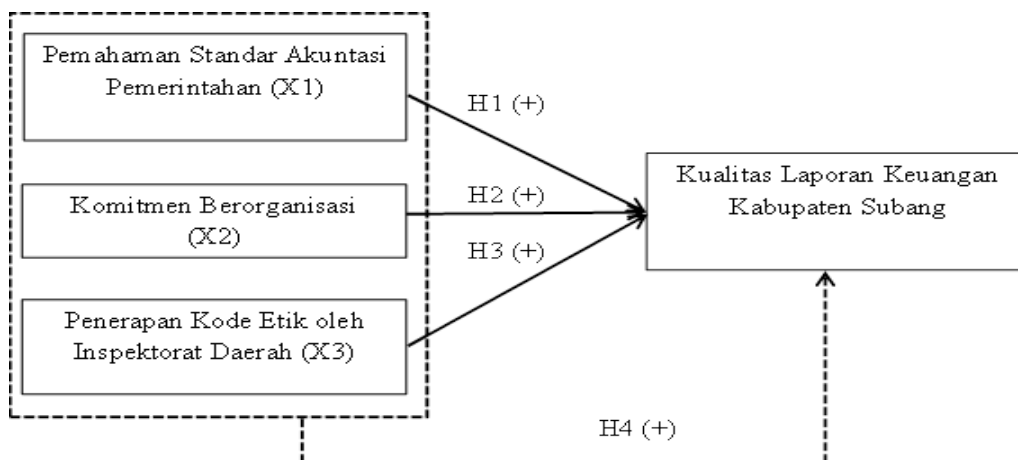 Pemahaman Standar Akuntasi
Pemerintahan (X1)
H1 (+)
Komitmen Berorganisasi
(X2)
H2 (+)
H3 (+)
Penerapan Kode Etik oleh
Inspektorat Daerah (X3)
Kualitas Laporan Keuangan
Kabupaten Subang
H4 (+)